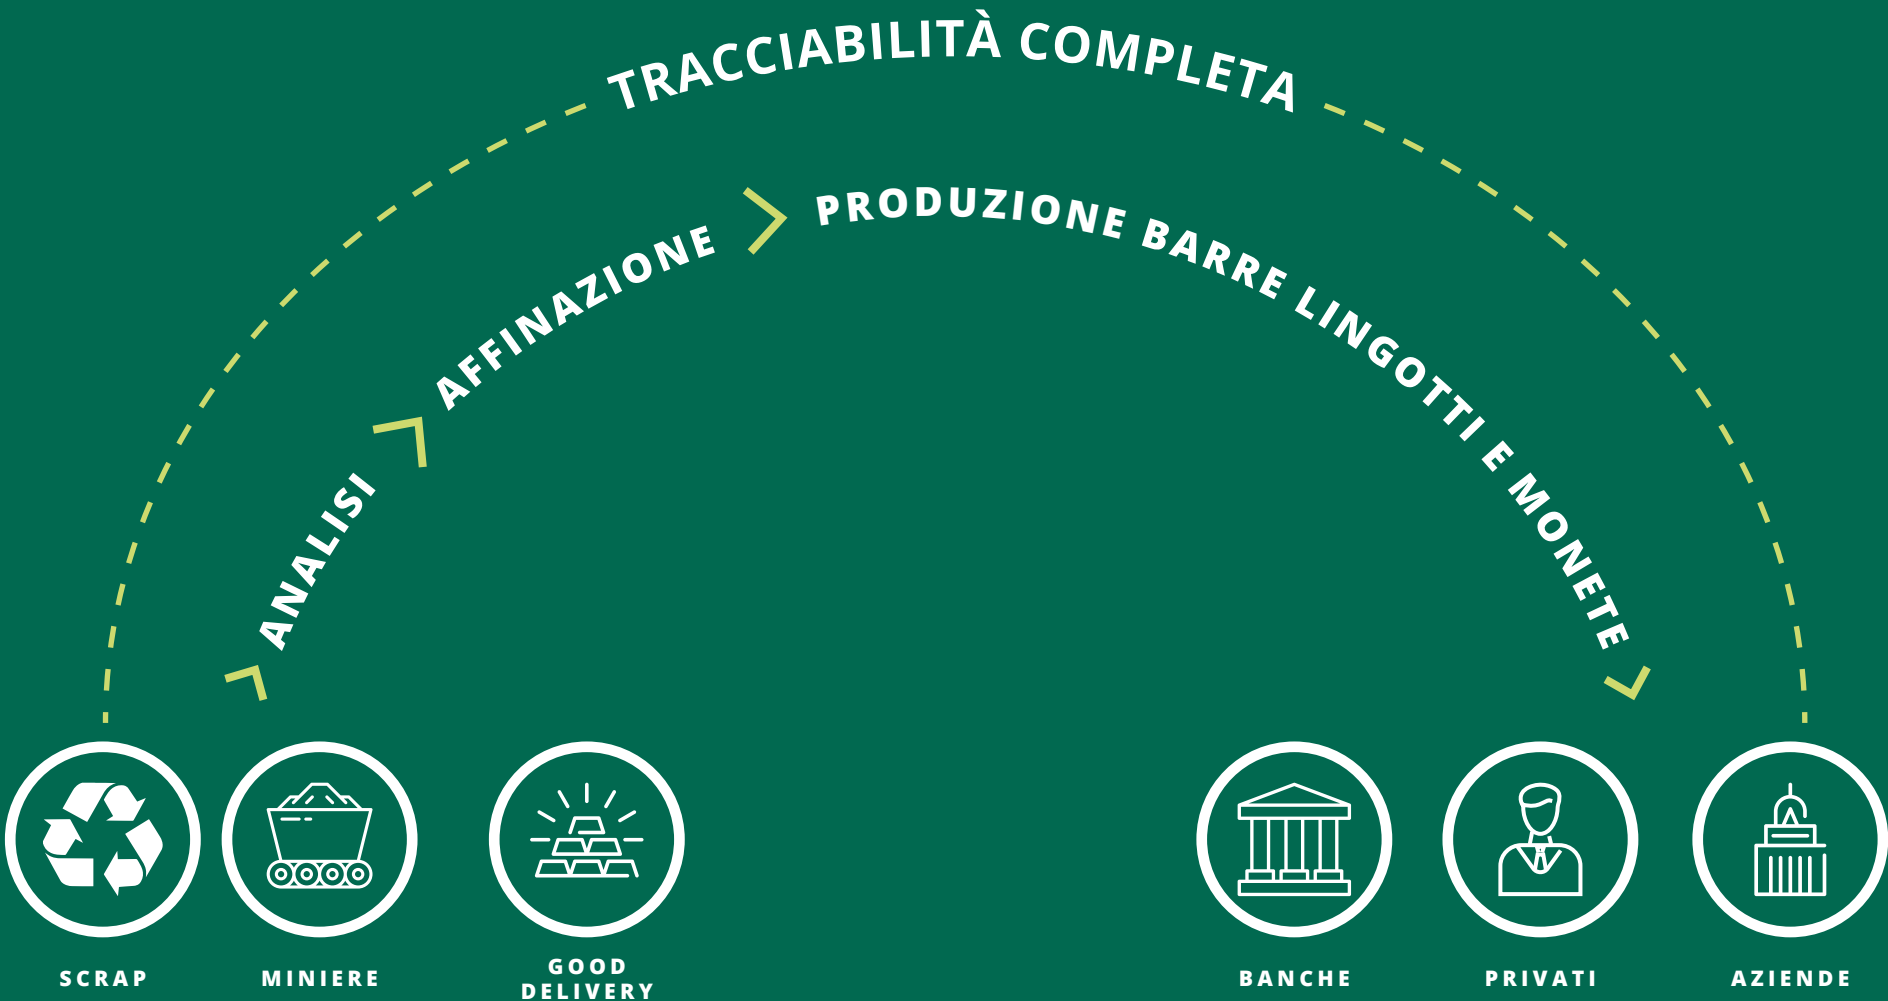 TRACCIABILITÀ COMPLETA
ANALISI
AFFINAZIONE
PRODUZIONE BARRE LINGOTTI E MONETE
SCRAP
MINIERE
GOOD
DELIVERY
BANCHE
PRIVATI
AZIENDE